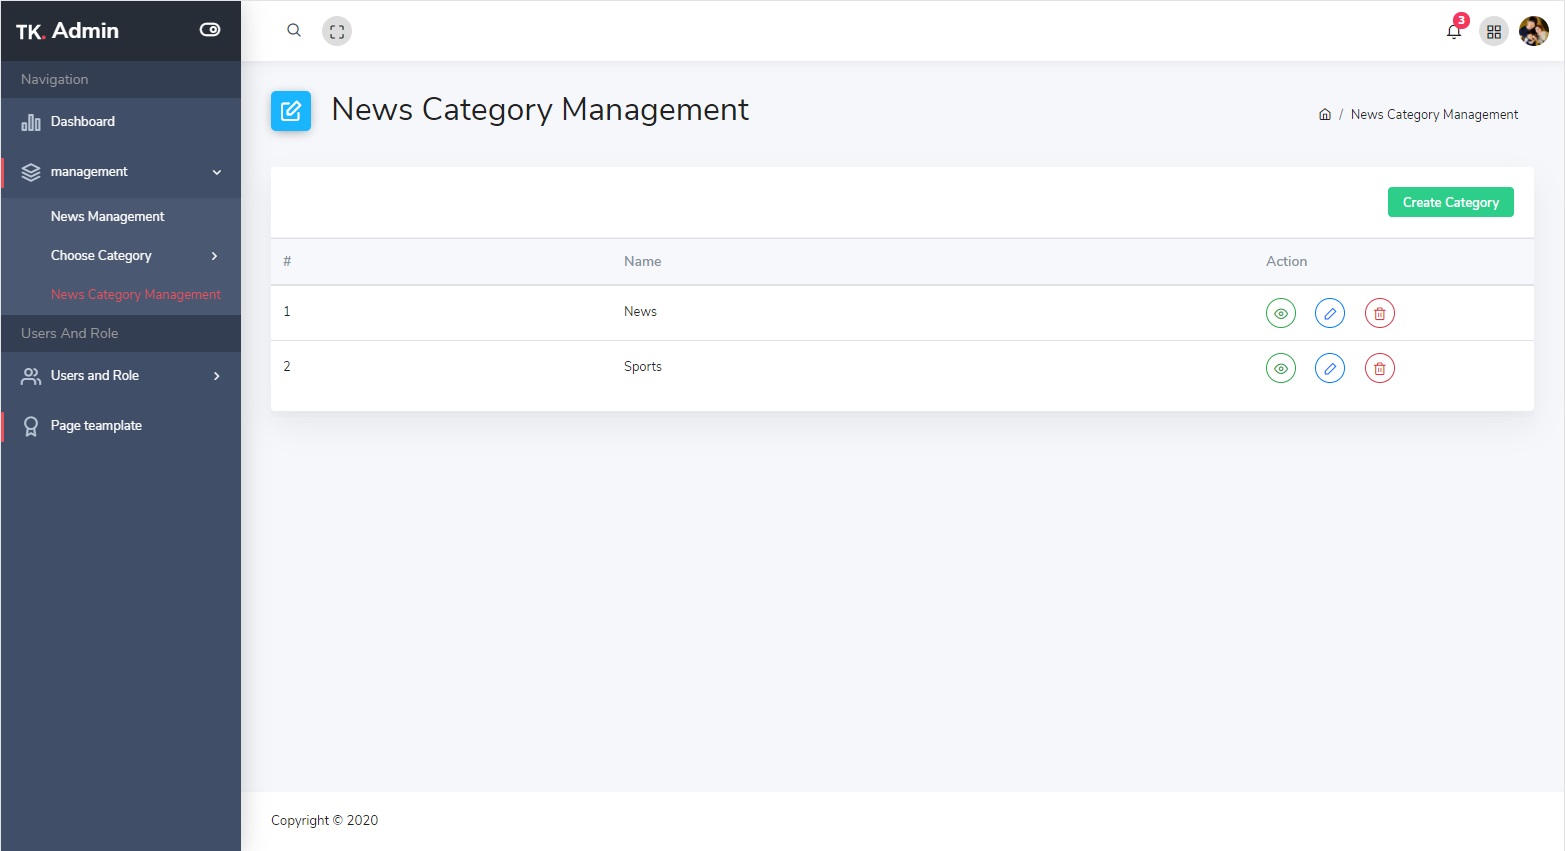 TK. Admin
3
Navigation
Dashboard
management
News Management
Choose Category
News Category Management
Users And Role
Users and Role
Page teamplate
News Category Management
/ News Category Management
Create Category
# Name Action
1 News
2 Sports
Copyright © 2020